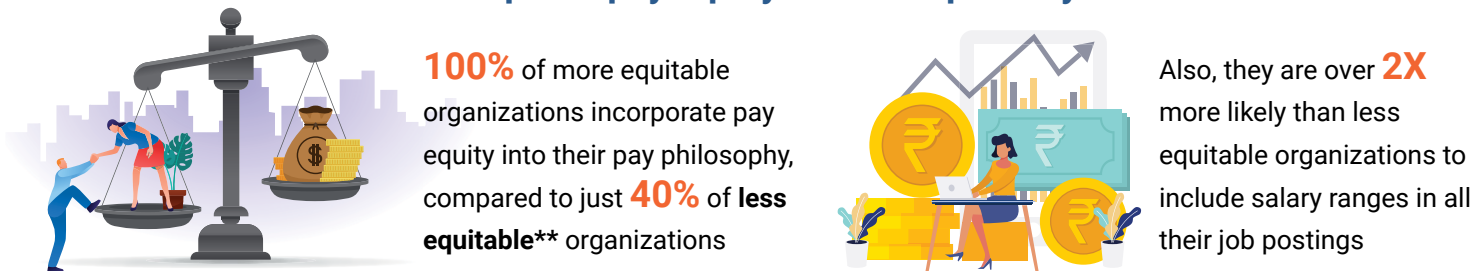 100% of more equitable
organizations incorporate pay
equity into their pay philosophy,
compared to just 40% of less
equitable** organizations
$
₹
₹
₹
Also, they are over 2X
more likely than less
equitable organizations to
include salary ranges in all
their job postings